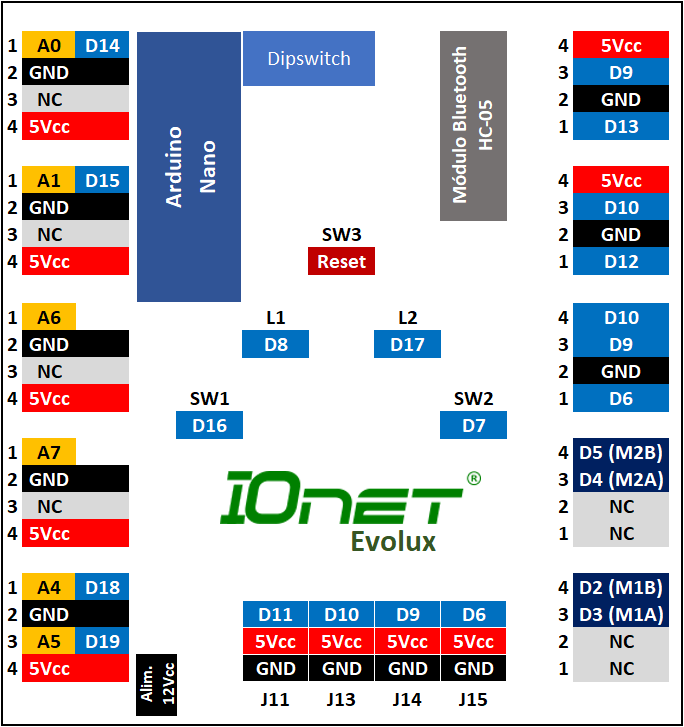 1 A0 D14
2 GND
3 NC
4 5Vcc
1 A1 D15
2 GND
3 NC
4 5Vcc
1 A6
2 GND
3 NC
4 5Vcc
1 A7
2 GND
3 NC
4 5Vcc
1 A4 D18
2 GND
3 A5 D19
4 5Vcc
Arduino
Nano
Dipswitch
Módulo Bluetooth
HC-05
SW3
Reset
L1
D8
L2
D17
SW1
D16
SW2
D7
IOnet®
Evolux
Alim.
12Vcc
D11 D10 D9 D6
5Vcc 5Vcc 5Vcc 5Vcc
GND GND GND GND
J11 J13 J14 J15
4 5Vcc
3 D9
2 GND
1 D13
4 5Vcc
3 D10
2 GND
1 D12
4 D10
3 D9
2 GND
1 D6
4 D5 (M2B)
3 D4 (M2A)
2 NC
1 NC
4 D2 (M1B)
3 D3 (M1A)
2 NC
1 NC